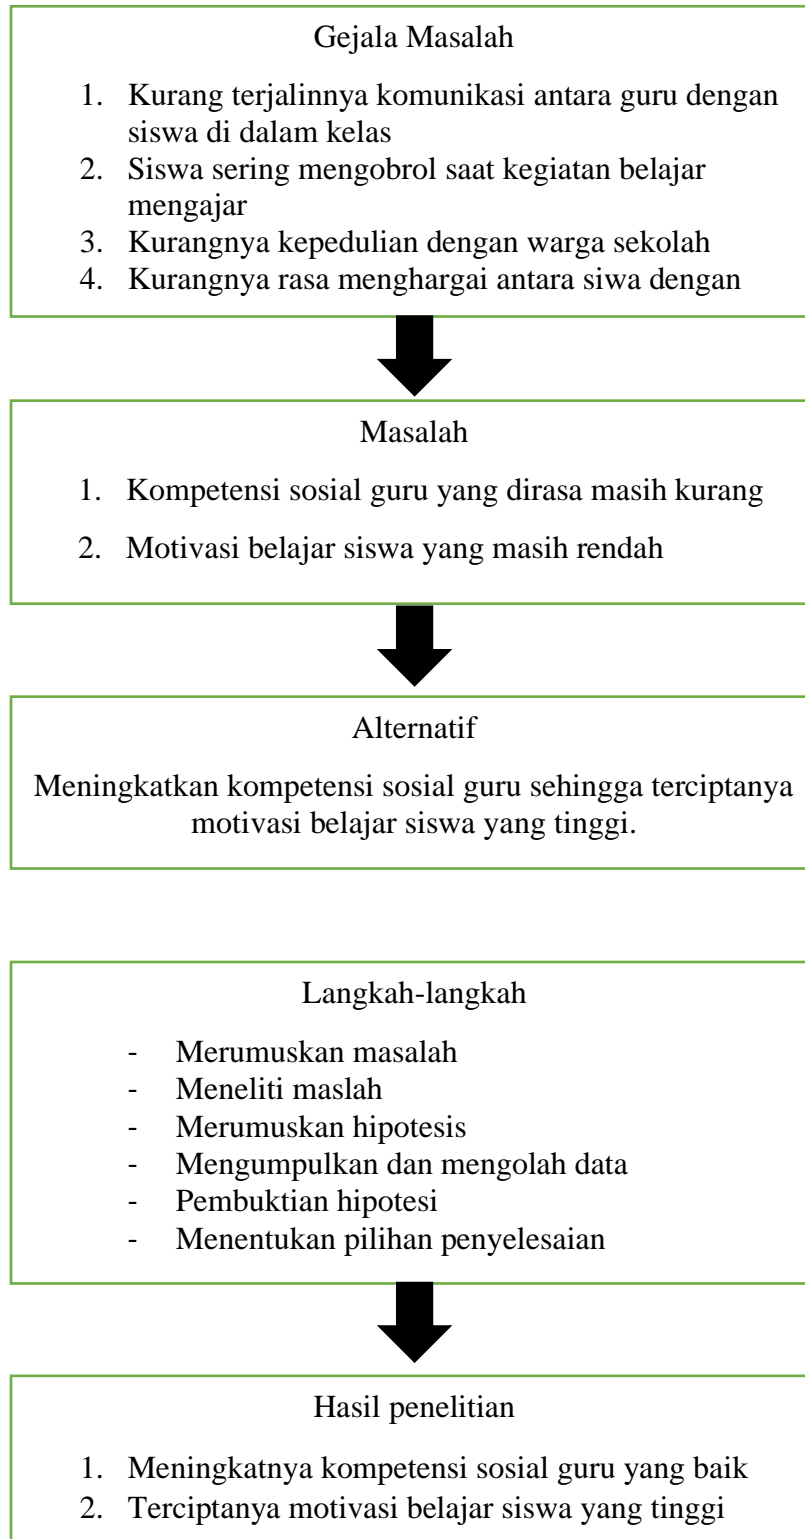 Gejala Masalah
1. Kurang terjalinnya komunikasi antara guru dengan
siswa di dalam kelas
2. Siswa sering mengobrol saat kegiatan belajar
mengajar
3. Kurangnya kepedulian dengan warga sekolah
4. Kurangnya rasa menghargai antara siwa dengan
Masalah
1. Kompetensi sosial guru yang dirasa masih kurang
2. Motivasi belajar siswa yang masih rendah
Alternatif
Meningkatkan kompetensi sosial guru sehingga terciptanya
motivasi belajar siswa yang tinggi.
Langkah-langkah
- Merumuskan masalah
- Meneliti maslah
- Merumuskan hipotesis
- Mengumpulkan dan mengolah data
- Pembuktian hipotesi
- Menentukan pilihan penyelesaian
Hasil penelitian
1. Meningkatnya kompetensi sosial guru yang baik
2. Terciptanya motivasi belajar siswa yang tinggi